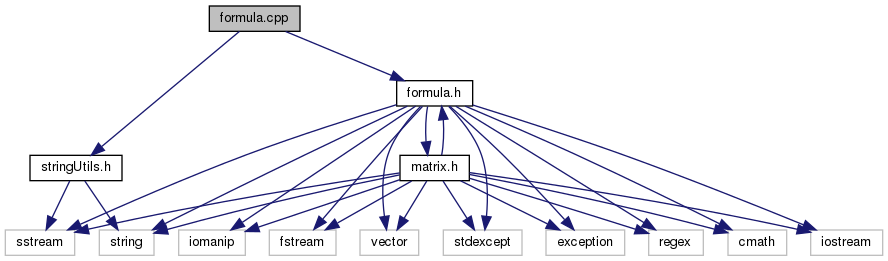 formula.cpp
formula.h
stringUtils.h
matrix.h
sstream
string
iomanip
fstream
vector
stdexcept
exception
regex
cmath
iostream